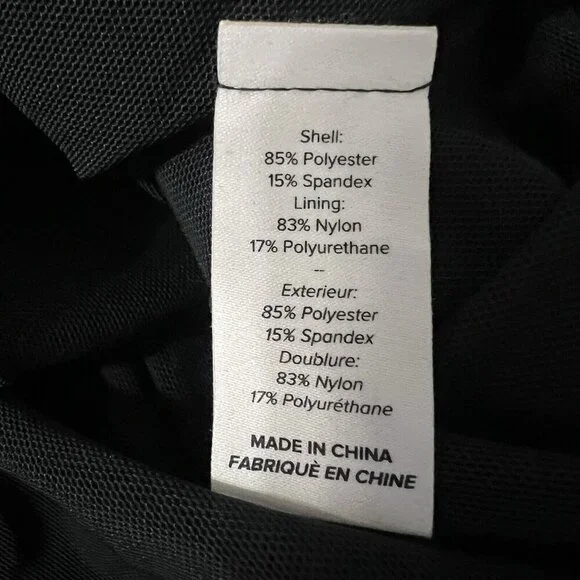 Shell:
85% Polyester
15% Spandex
Lining:
83% Nylon
17% Polyurethane
--
Exterieur:
85% Polyester
15% Spandex
Doublure:
83% Nylon
17% Polyuréthane
MADE IN CHINA
FABRIQUÈ EN CHINE